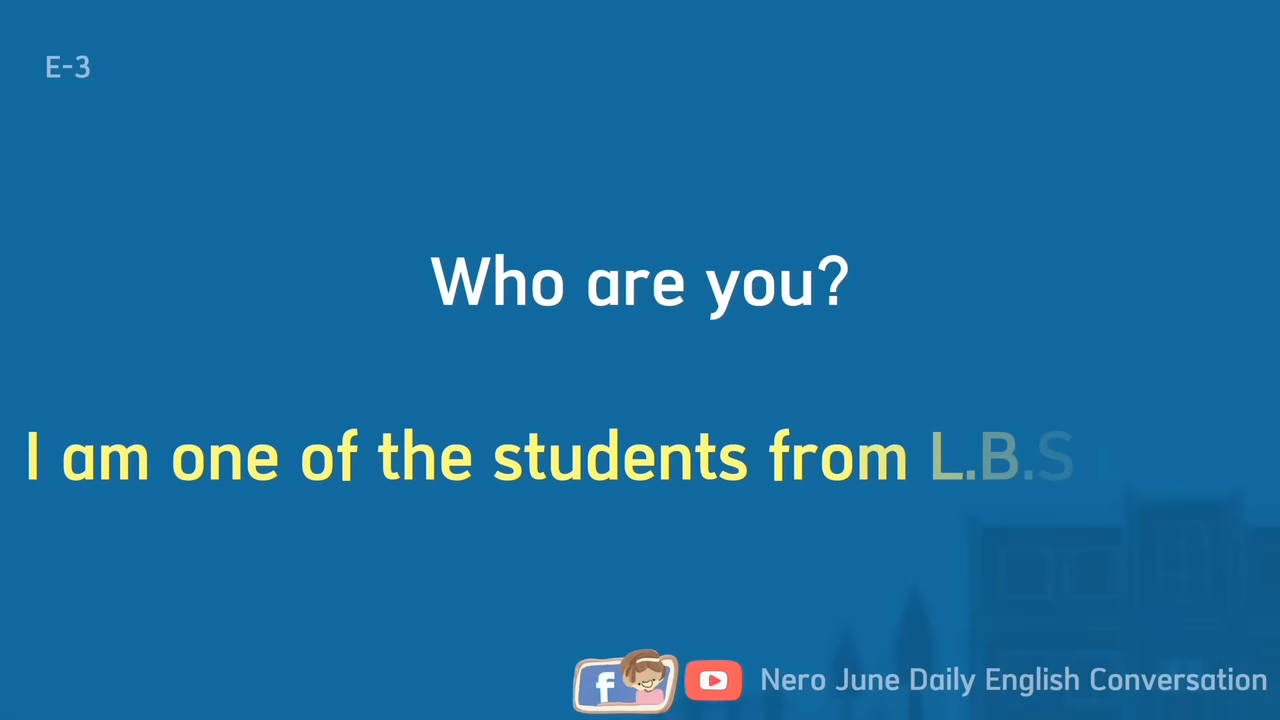 E-3
Who are you?
I am one of the students from L.B.S
Nero June Daily English Conversation